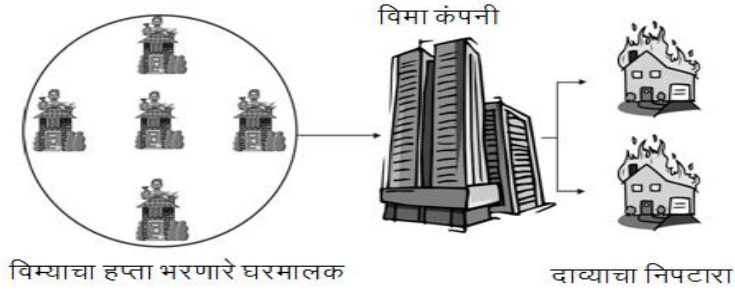 विमा कंपनी
विम्याचा हप्ता भरणारे घरमालक
दाव्याचा निपटारा